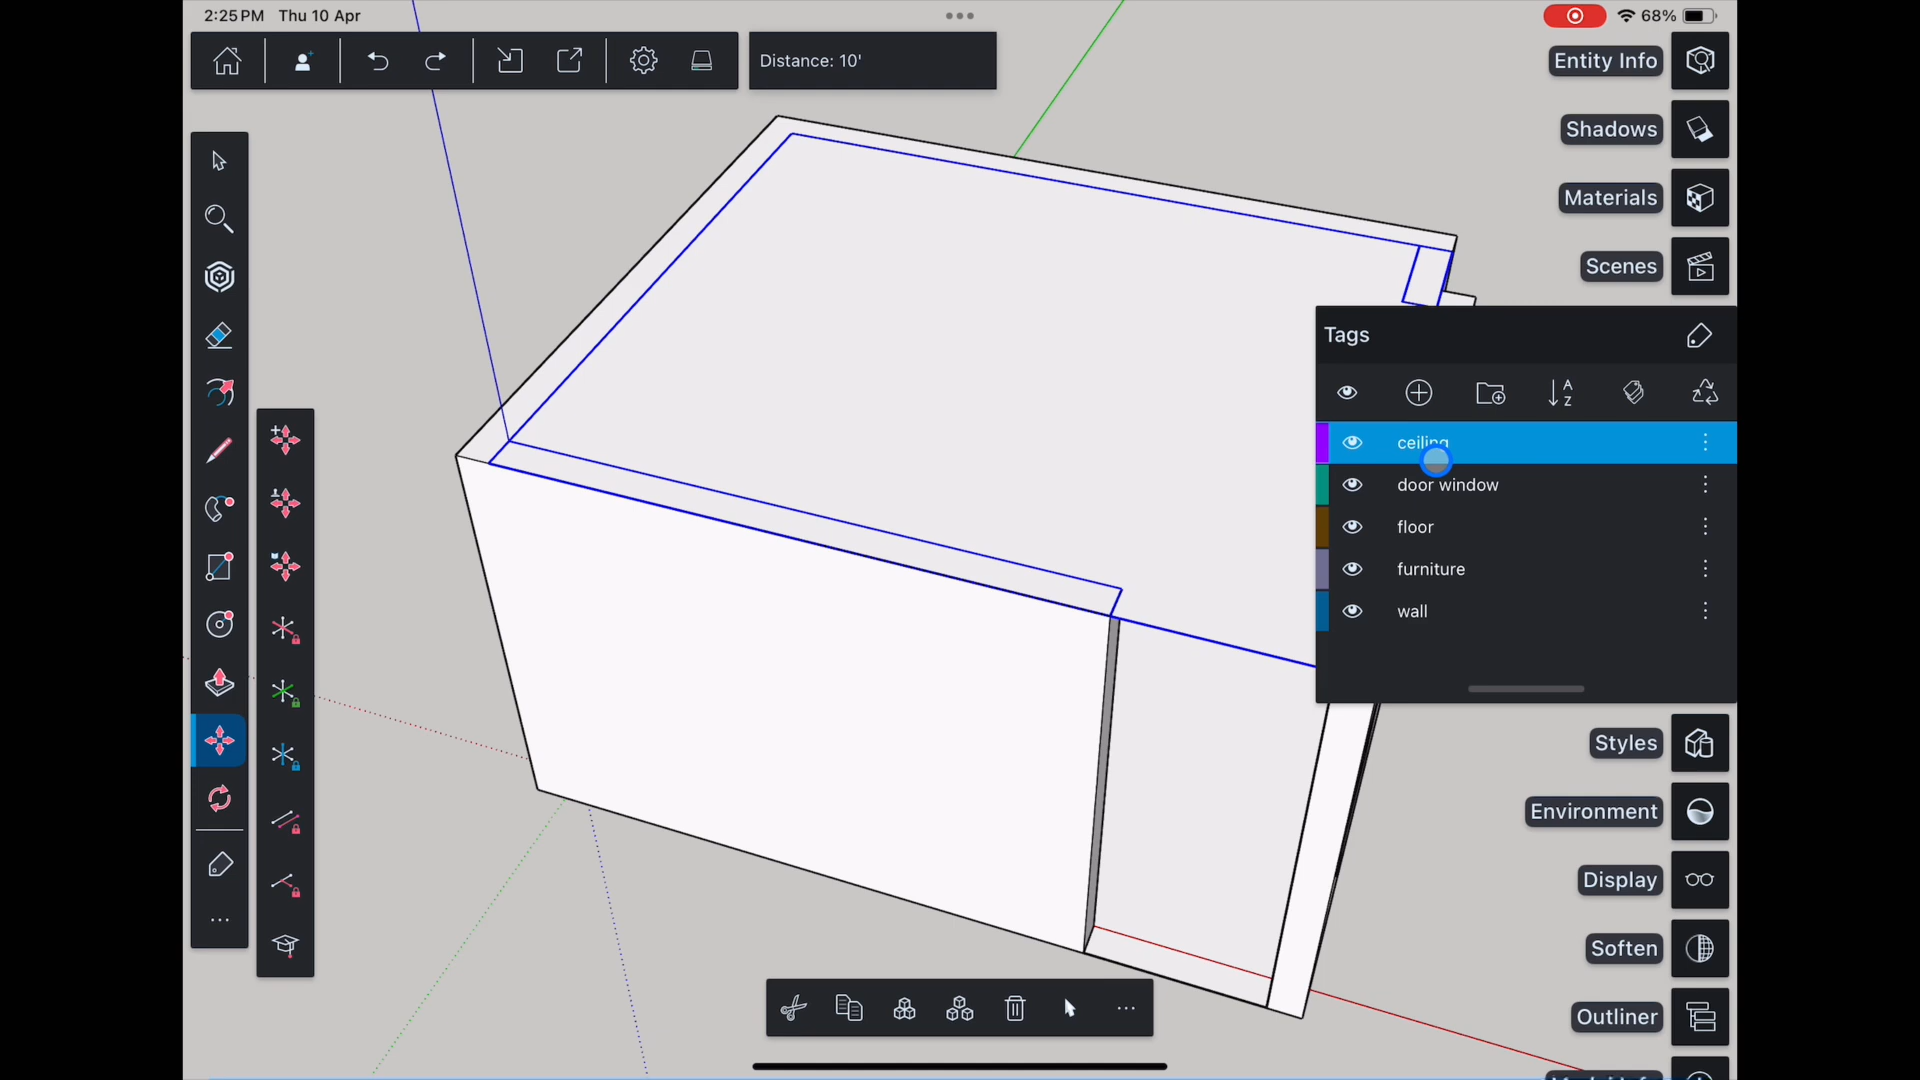 2:25 PM Thu 10 Apr
68%
Distance: 10'
Entity Info
Shadows
Materials
Scenes
Tags
A
Z
ceiling
door window
floor
furniture
wall
Styles
Environment
Display
Soften
Outliner